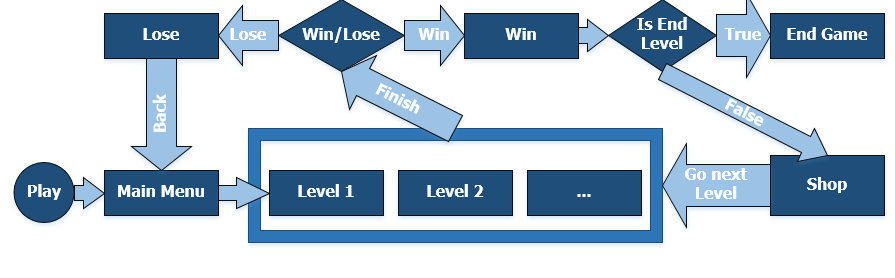 Lose
Lose
Win/Lose
Win
Win
Is End
Level
True
End Game
Back
Finish
False
Play
Main Menu
Level 1
Level 2
...
Go next
Level
Shop